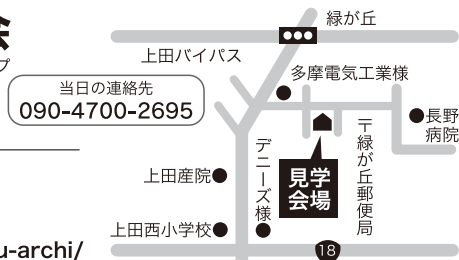 緑が丘
会
プ
上田バイパス
当日の連絡先
090-4700-2695
多摩電気工業様
長野
病院
〒緑が丘郵便局
デニーズ様
見学
会場
上田産院
上田西小学校
18
u-archi/